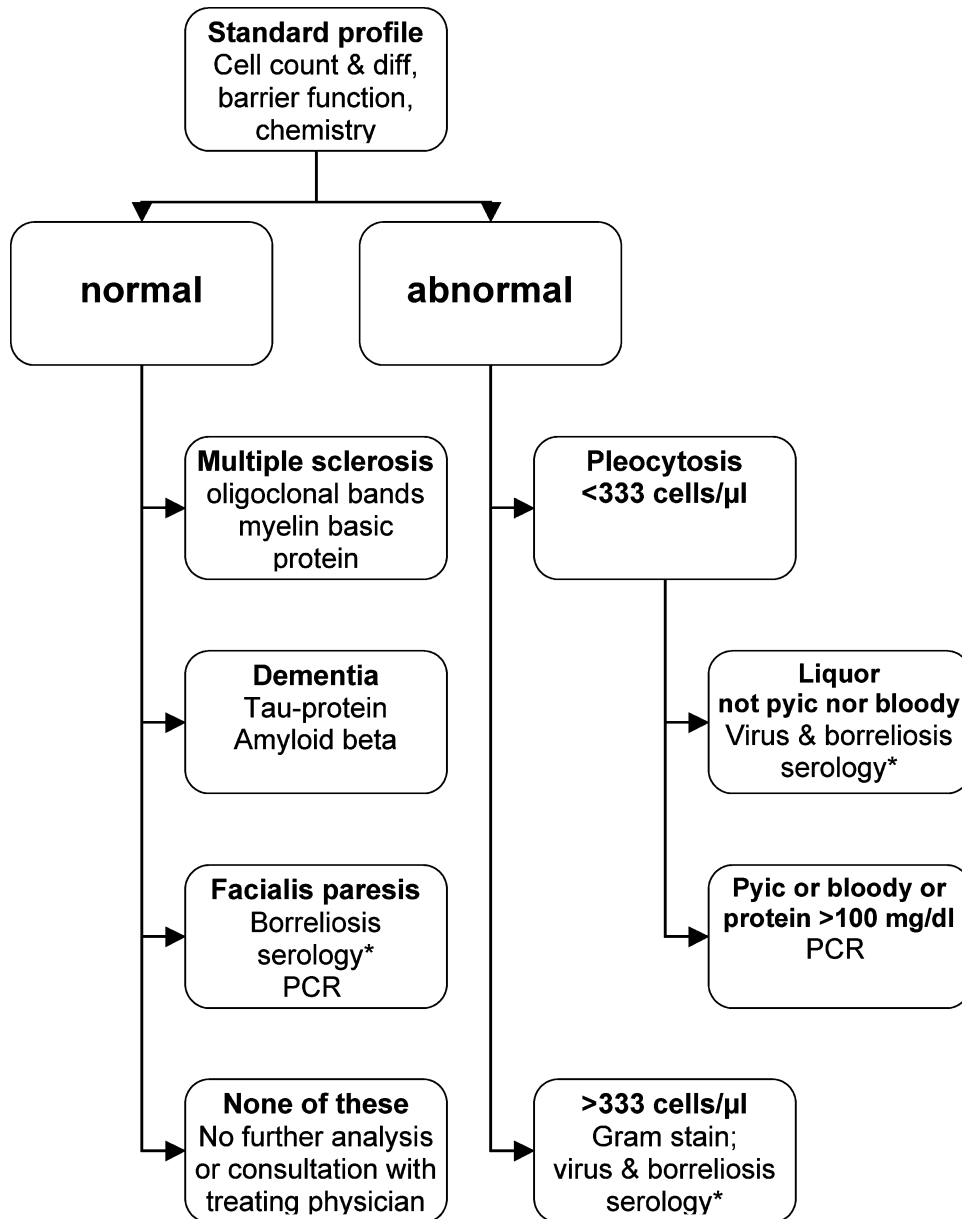 Standard profile
Cell count & diff,
barrier function,
chemistry
normal
abnormal
Multiple sclerosis
oligoclonal bands
myelin basic
protein
Pleocytosis
<333 cells/µl
Dementia
Tau-protein
Amyloid beta
Liquor
not pyic nor bloody
Virus & borreliosis
serology*
Facialis paresis
Borreliosis
serology*
PCR
Pyic or bloody or
protein >100 mg/dl
PCR
None of these
No further analysis
or consultation with
treating physician
>333 cells/µl
Gram stain;
virus & borreliosis
serology*